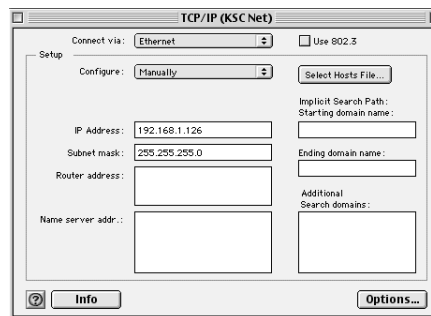 TCP/IP (KSC Net)
Connect via: Ethernet
Use 802.3
Setup
Configure: Manually
Select Hosts File...
Implicit Search Path:
Starting domain name:
IP Address: 192.168.1.126
Subnet mask: 255.255.255.0
Ending domain name:
Router address:
Additional
Search domains:
Name server addr.:
? Info
Options...